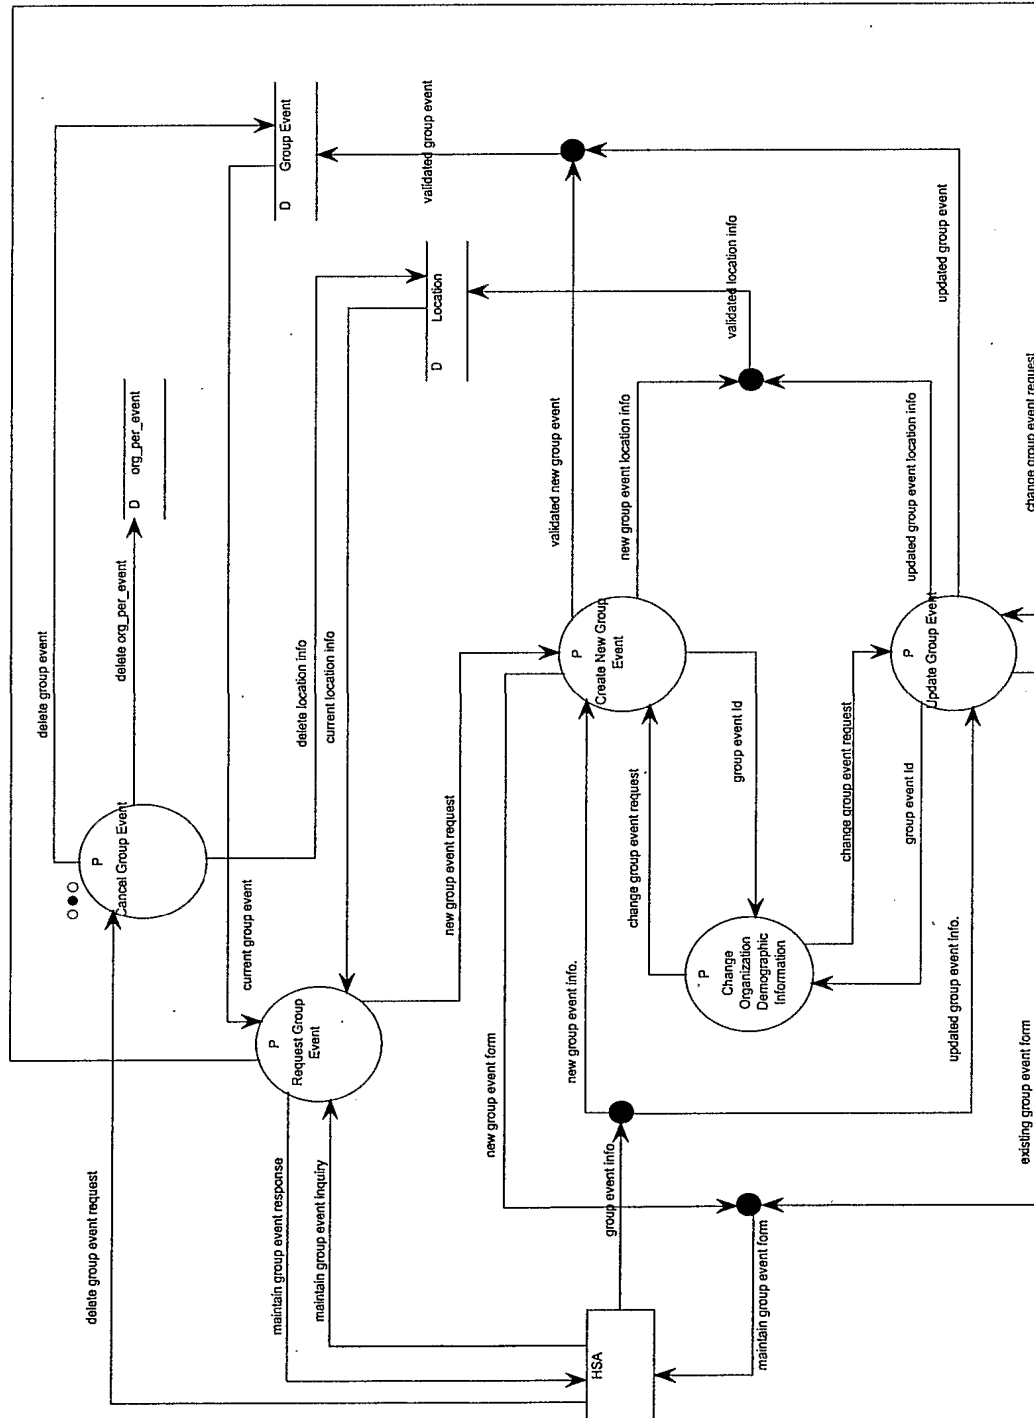 delete group event request
maintain group event response
maintain group event inquiry
HSA
group event info
maintain group event form
new group event form
new group event info.
updated group event info.
existing group event form
P
Request Group
Event
current group event
P
Cancel Group Event
delete group event
delete org_per_event
D org_per_event
delete location info
current location info
D Group Event
validated group event
D Location
validated location info
new group event request
P
Create New Group
Event
validated new group event
new group event location info
change group event request
group event Id
P
Change
Organization
Demographic
Information
change group event request
group event Id
P
Update Group Event
updated group event location info
updated group event
change group event request